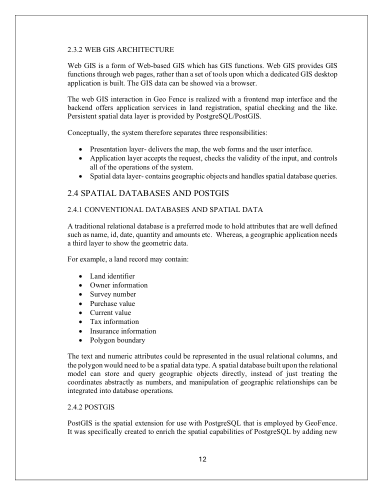 2.3.2 WEB GIS ARCHITECTURE
Web GIS is a form of Web-based GIS which has GIS functions. Web GIS provides GIS
functions through web pages, rather than a set of tools upon which a dedicated GIS desktop
application is built. The GIS data can be showed via a browser.
The web GIS interaction in Geo Fence is realized with a frontend map interface and the
backend offers application services in land registration, spatial checking and the like.
Persistent spatial data layer is provided by PostgreSQL/PostGIS.
Conceptually, the system therefore separates three responsibilities:
• Presentation layer- delivers the map, the web forms and the user interface.
• Application layer accepts the request, checks the validity of the input, and controls
all of the operations of the system.
• Spatial data layer- contains geographic objects and handles spatial database queries.
2.4 SPATIAL DATABASES AND POSTGIS
2.4.1 CONVENTIONAL DATABASES AND SPATIAL DATA
A traditional relational database is a preferred mode to hold attributes that are well defined
such as name, id, date, quantity and amounts etc. Whereas, a geographic application needs
a third layer to show the geometric data.
For example, a land record may contain:
• Land identifier
• Owner information
• Survey number
• Purchase value
• Current value
• Tax information
• Insurance information
• Polygon boundary
The text and numeric attributes could be represented in the usual relational columns, and
the polygon would need to be a spatial data type. A spatial database built upon the relational
model can store and query geographic objects directly, instead of just treating the
coordinates abstractly as numbers, and manipulation of geographic relationships can be
integrated into database operations.
2.4.2 POSTGIS
PostGIS is the spatial extension for use with PostgreSQL that is employed by GeoFence.
It was specifically created to enrich the spatial capabilities of PostgreSQL by adding new
12